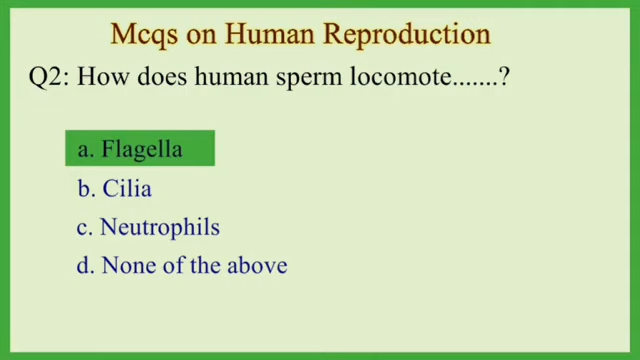 Mcqs on Human Reproduction
Q2: How does human sperm locomote.......?
a. Flagella
b. Cilia
c. Neutrophils
d. None of the above